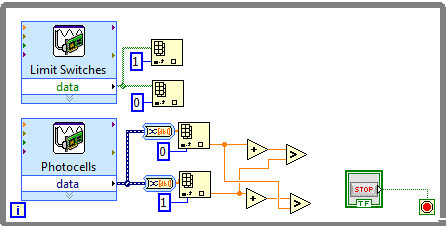 Limit Switches
data
1
0
Photocells
data
0
1
STOP
TF
i